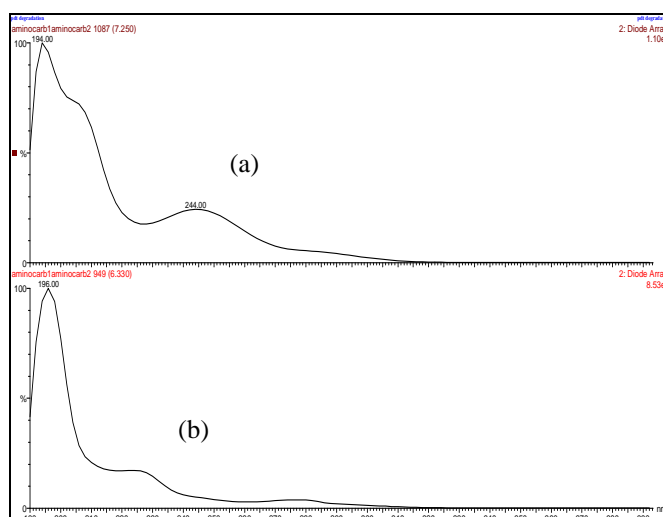 pdt degradation pdt degradation
aminocarb1aminocarb2 1087 (7.250) 2: Diode Arra
194.00 1.10e
100
(a)
%
244.00
0
aminocarb1aminocarb2 949 (6.330) 2: Diode Arra
196.00 8.53e
100
%
(b)
0